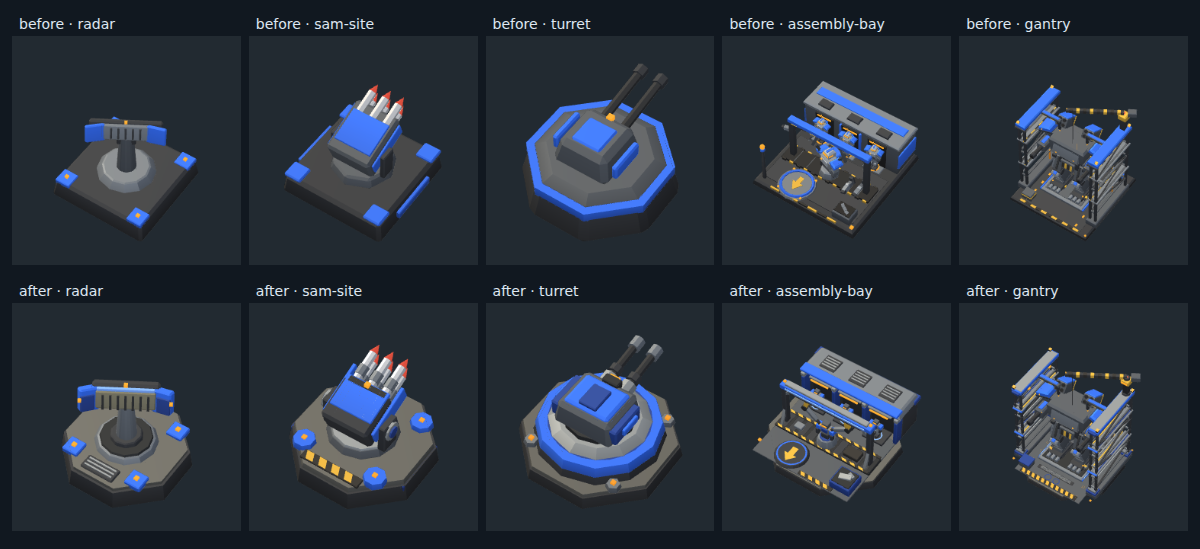 before · radar
before · sam-site
before · turret
before · assembly-bay
before · gantry
after · radar
after · sam-site
after · turret
after · assembly-bay
after · gantry